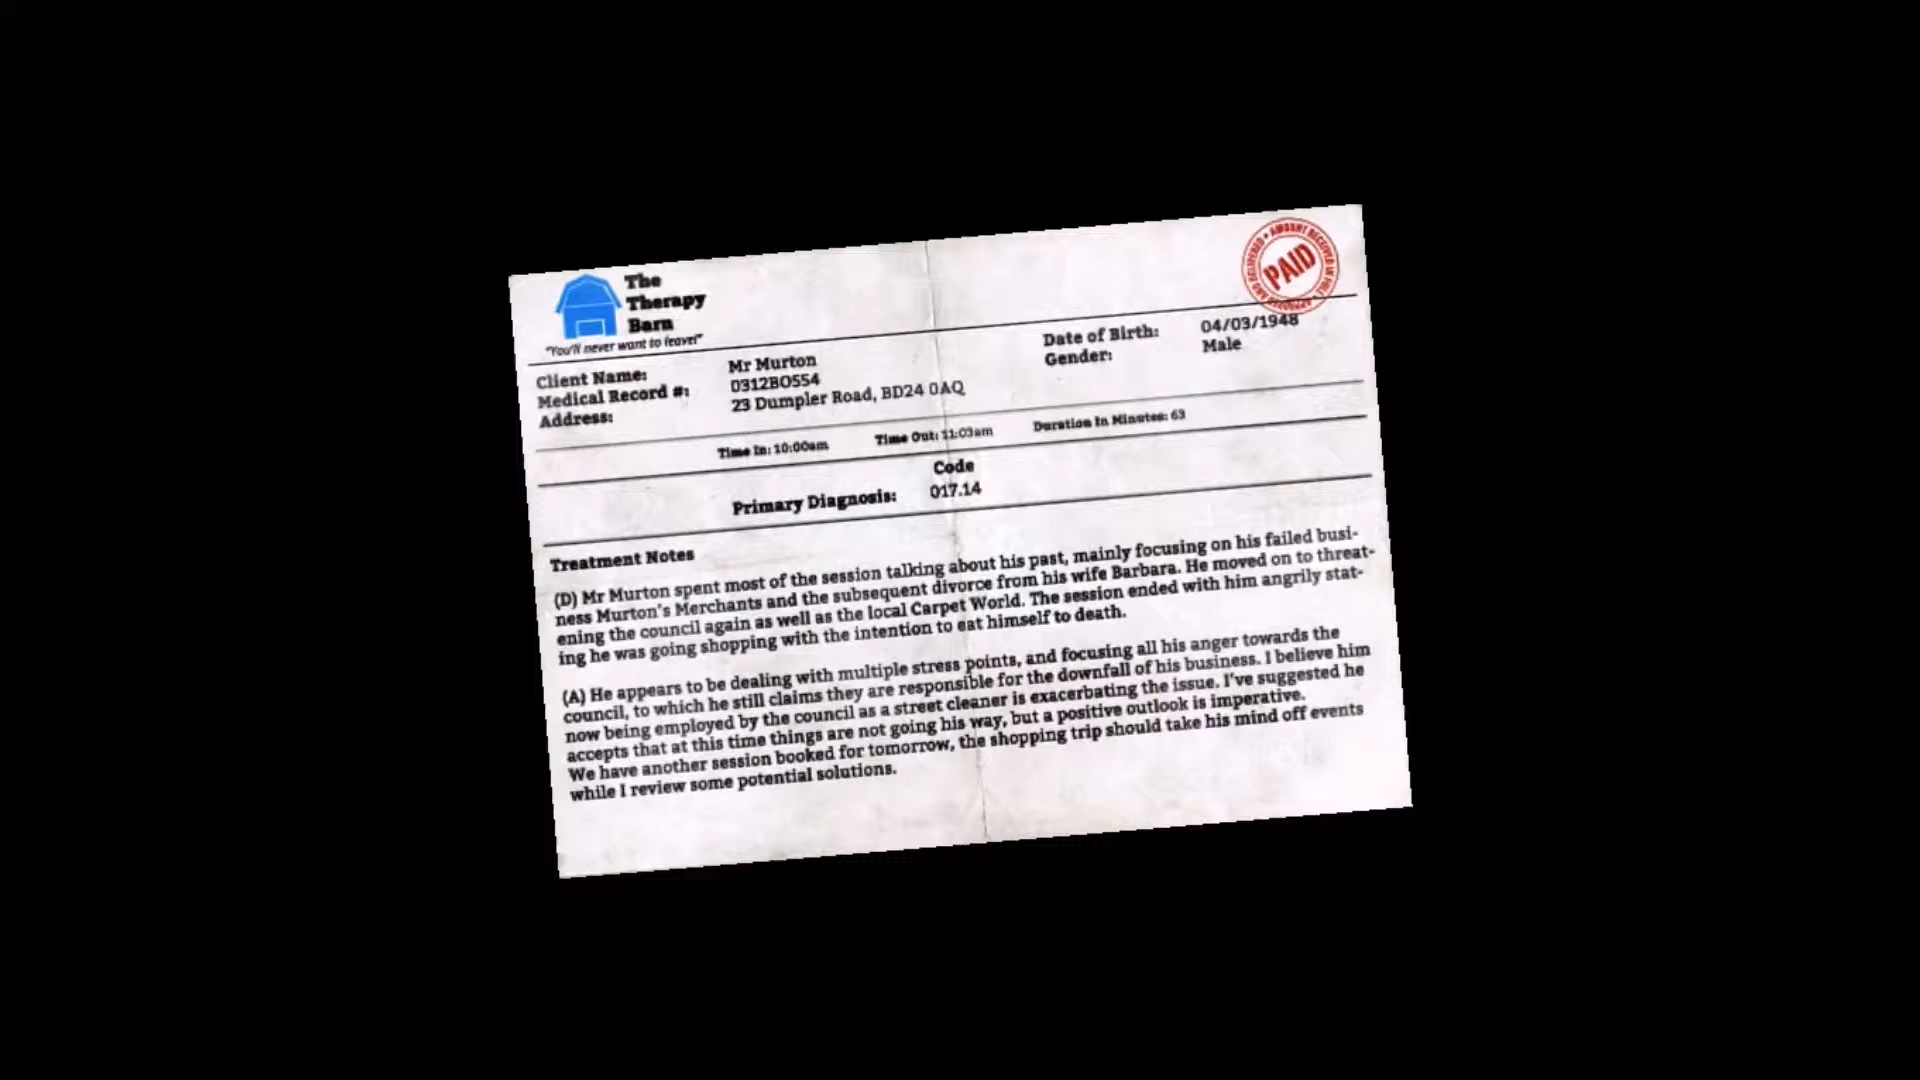 The
Therapy
Barn
"You'll never want to leave!"
PAID
Client Name: Mr Murton
Medical Record #: 0312BO554
Address: 23 Dumpler Road, BD24 0AQ
Date of Birth: 04/03/1948
Gender: Male
Time In: 10:00am Time Out: 11:03am Duration In Minutes: 63
Code
Primary Diagnosis: 017.14
Treatment Notes
(D) Mr Murton spent most of the session talking about his past, mainly focusing on his failed busi-
ness Murton's Merchants and the subsequent divorce from his wife Barbara. He moved on to threat-
ening the council again as well as the local Carpet World. The session ended with him angrily stat-
ing he was going shopping with the intention to eat himself to death.
(A) He appears to be dealing with multiple stress points, and focusing all his anger towards the
council, to which he still claims they are responsible for the downfall of his business. I believe him
now being employed by the council as a street cleaner is exacerbating the issue. I've suggested he
accepts that at this time things are not going his way, but a positive outlook is imperative.
We have another session booked for tomorrow, the shopping trip should take his mind off events
while I review some potential solutions.